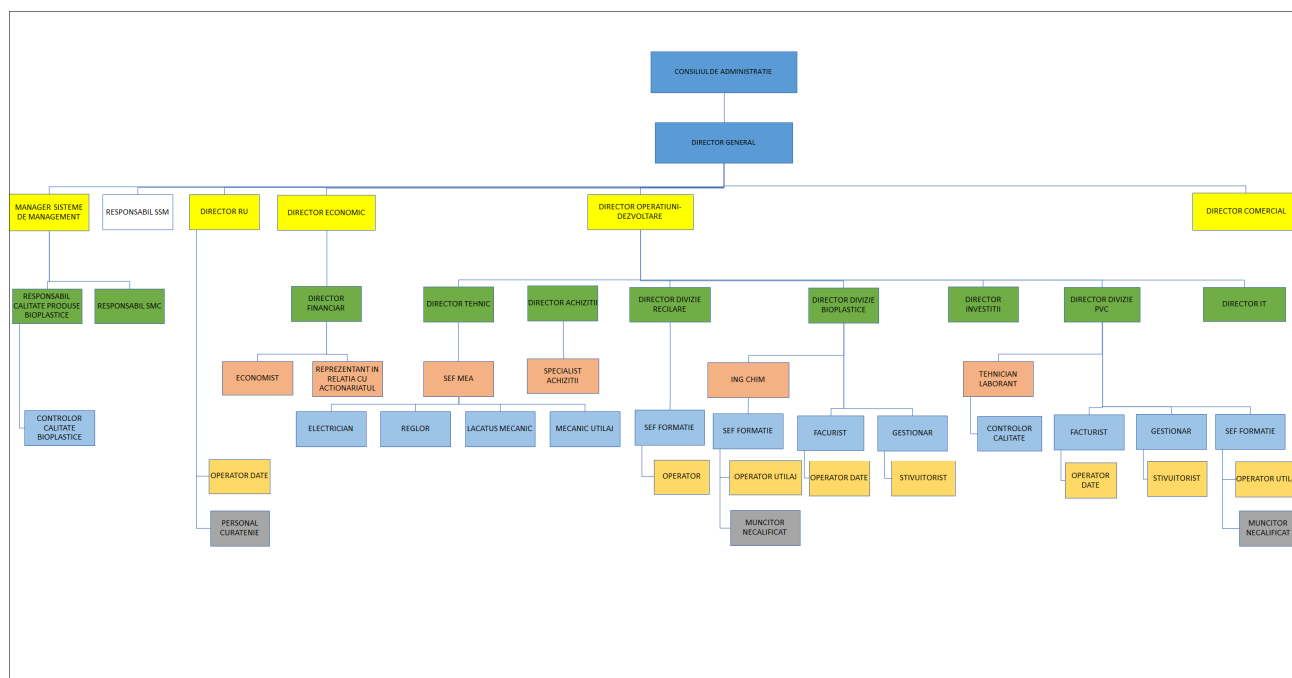 CONSILIUL DE ADMINISTRATIE
DIRECTOR GENERAL
MANAGER SISTEME
DE MANAGEMENT
RESPONSABIL SSM
DIRECTOR RU
DIRECTOR ECONOMIC
DIRECTOR OPERATIUNI-
DEZVOLTARE
DIRECTOR COMERCIAL
RESPONSABIL
CALITATE PRODUSE
BIOPLASTICE
RESPONSABIL SMC
DIRECTOR
FINANCIAR
DIRECTOR TEHNIC
DIRECTOR ACHIZITII
DIRECTOR DIVIZIE
RECILARE
DIRECTOR DIVIZIE
BIOPLASTICE
DIRECTOR
INVESTITII
DIRECTOR DIVIZIE
PVC
DIRECTOR IT
ECONOMIST
REPREZENTANT IN
RELATIA CU
ACTIONARIATUL
SEF MEA
SPECIALIST
ACHIZITII
ING CHIM
TEHNICIAN
LABORANT
CONTROLOR
CALITATE
BIOPLASTICE
ELECTRICIAN
REGLOR
LACATUS MECANIC
MECANIC UTILAJ
SEF FORMATIE
SEF FORMATIE
FACURIST
GESTIONAR
CONTROLOR
CALITATE
FACTURIST
GESTIONAR
SEF FORMATIE
OPERATOR DATE
OPERATOR
OPERATOR UTILAJ
OPERATOR DATE
STIVUITORIST
OPERATOR
DATE
STIVUITORIST
OPERATOR UTILA
PERSONAL
CURATENIE
MUNCITOR
NECALIFICAT
MUNCITOR
NECALIFICAT